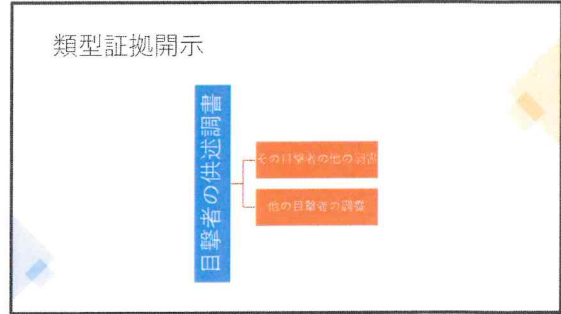 類型証拠開示
目撃者の供述調書
その目撃者の他の調書
他の目撃者の調書